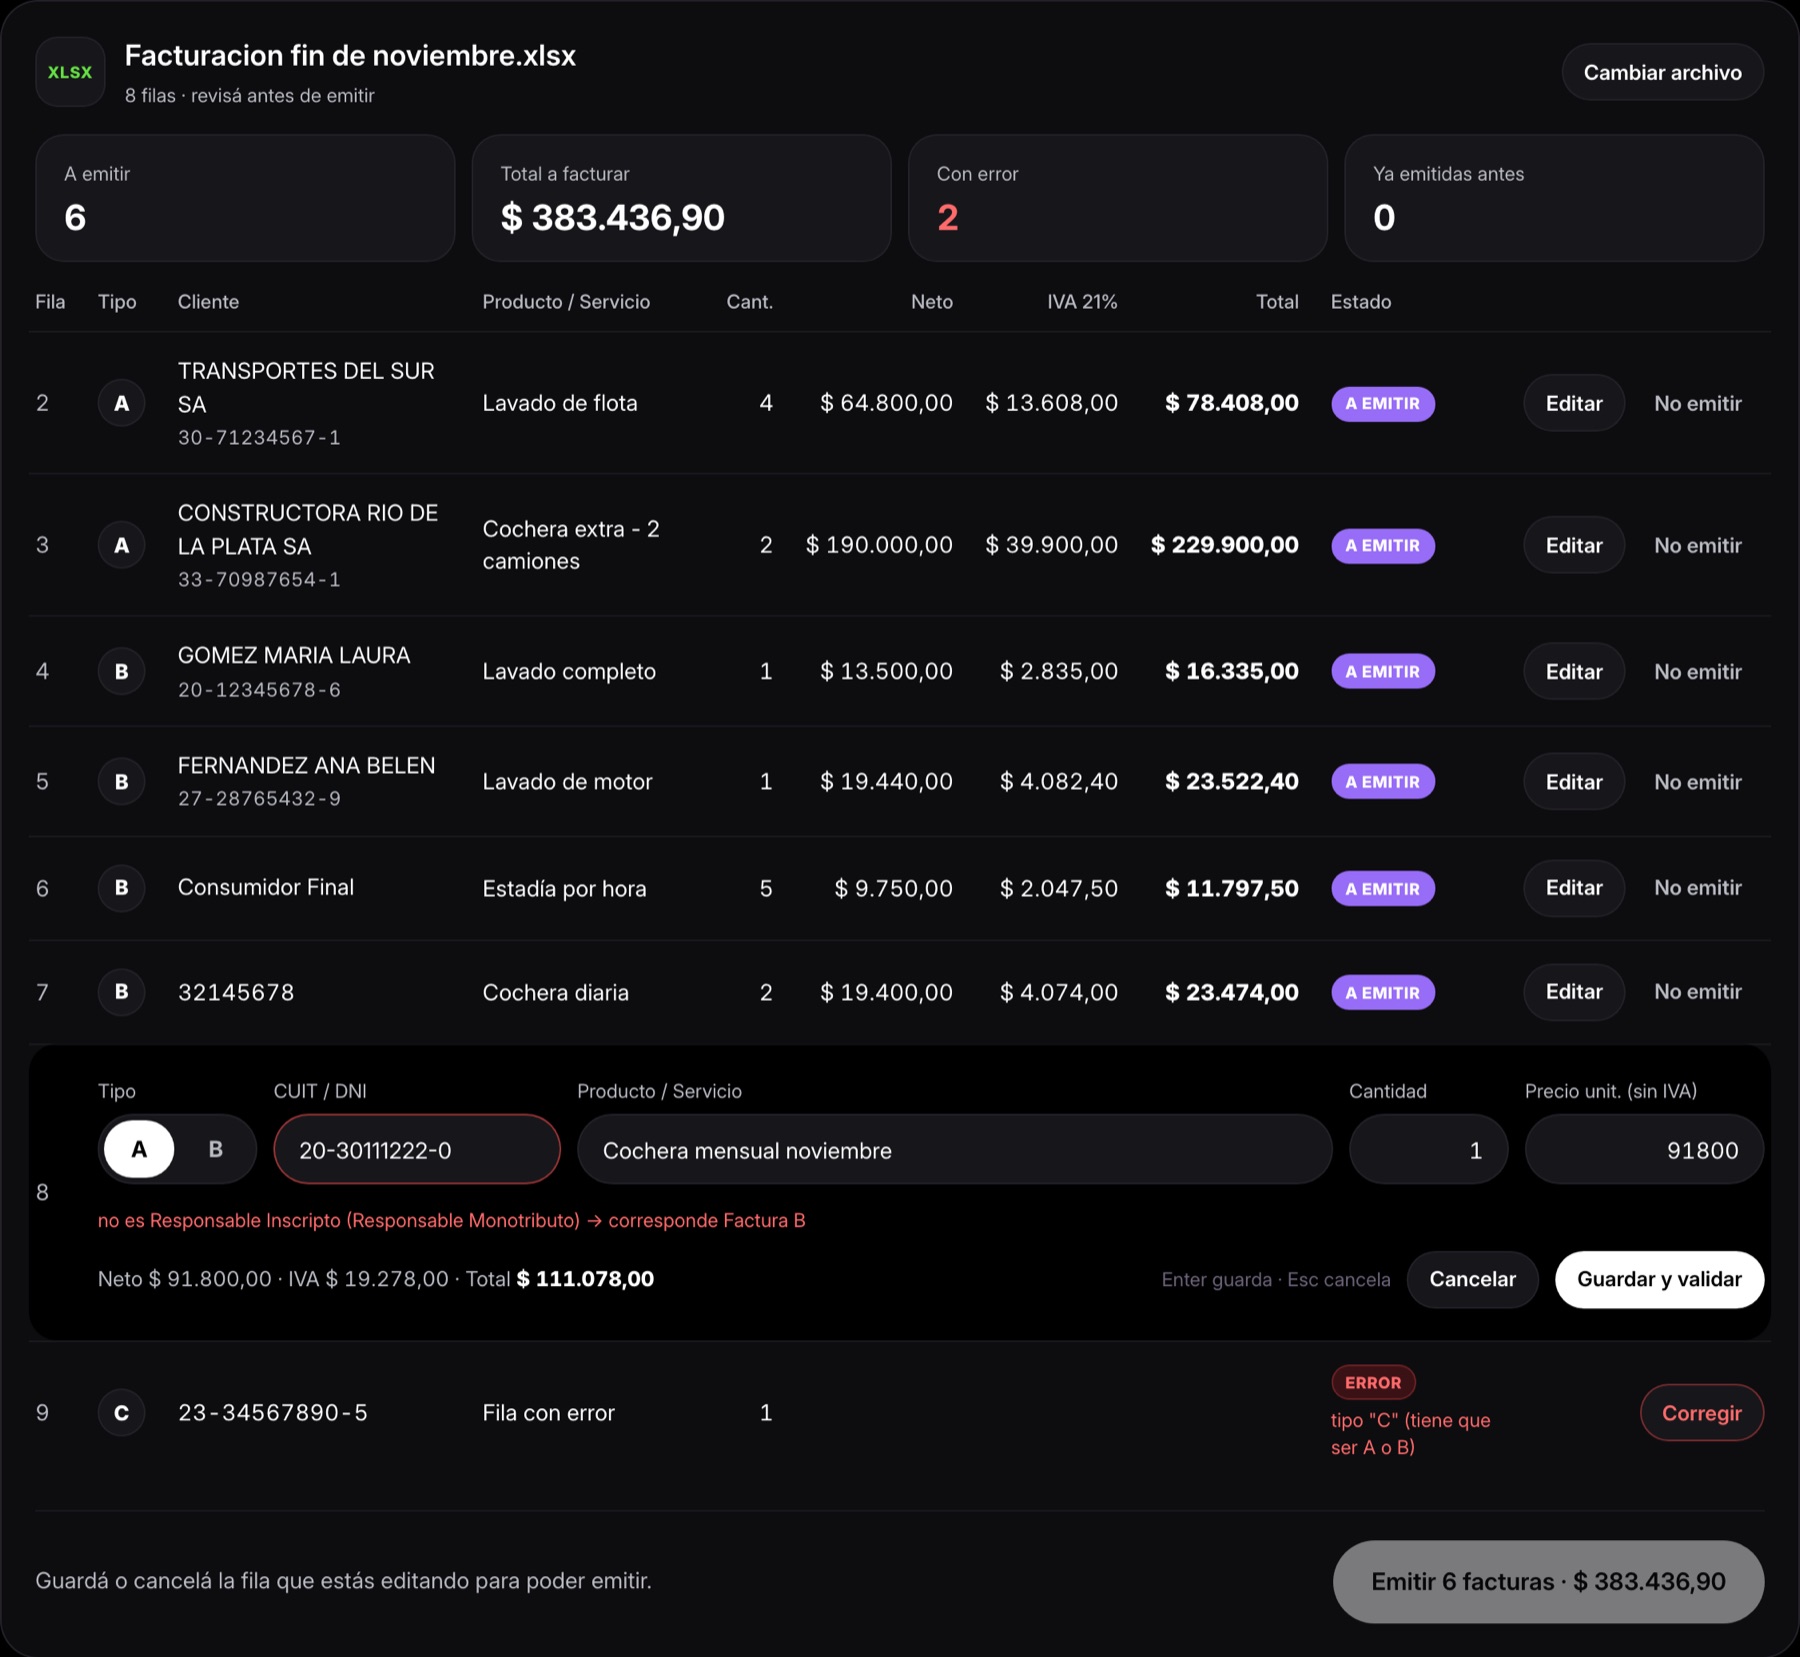 XLSX
Facturacion fin de noviembre.xlsx
8 filas · revisá antes de emitir
Cambiar archivo
A emitir
6
Total a facturar
$ 383.436,90
Con error
2
Ya emitidas antes
0
Fila Tipo Cliente Producto / Servicio Cant. Neto IVA 21% Total Estado
TRANSPORTES DEL SUR
2 A SA Lavado de flota 4 $ 64.800,00 $ 13.608,00 $ 78.408,00 A EMITIR Editar No emitir
30-71234567-1
CONSTRUCTORA RIO DE
Cochera extra - 2
3 A LA PLATA SA 2 $ 190.000,00 $ 39.900,00 $ 229.900,00 A EMITIR Editar No emitir
camiones
33-70987654-1
GOMEZ MARIA LAURA
4 B Lavado completo 1 $ 13.500,00 $ 2.835,00 $ 16.335,00 A EMITIR Editar No emitir
20-12345678-6
FERNANDEZ ANA BELEN
5 B Lavado de motor 1 $ 19.440,00 $ 4.082,40 $ 23.522,40 A EMITIR Editar No emitir
27-28765432-9
6 B Consumidor Final Estadía por hora 5 $ 9.750,00 $ 2.047,50 $ 11.797,50 A EMITIR Editar No emitir
7 B 32145678 Cochera diaria 2 $ 19.400,00 $ 4.074,00 $ 23.474,00 A EMITIR Editar No emitir
Tipo CUIT / DNI Producto / Servicio Cantidad Precio unit. (sin IVA)
A B 20-30111222-0 Cochera mensual noviembre 1 91800
8
no es Responsable Inscripto (Responsable Monotributo) → corresponde Factura B
Neto $ 91.800,00 · IVA $ 19.278,00 · Total $ 111.078,00 Enter guarda · Esc cancela Cancelar Guardar y validar
ERROR
9 C 23-34567890-5 Fila con error 1 tipo "C" (tiene que Corregir
ser A o B)
Guardá o cancelá la fila que estás editando para poder emitir.
Emitir 6 facturas · $ 383.436,90